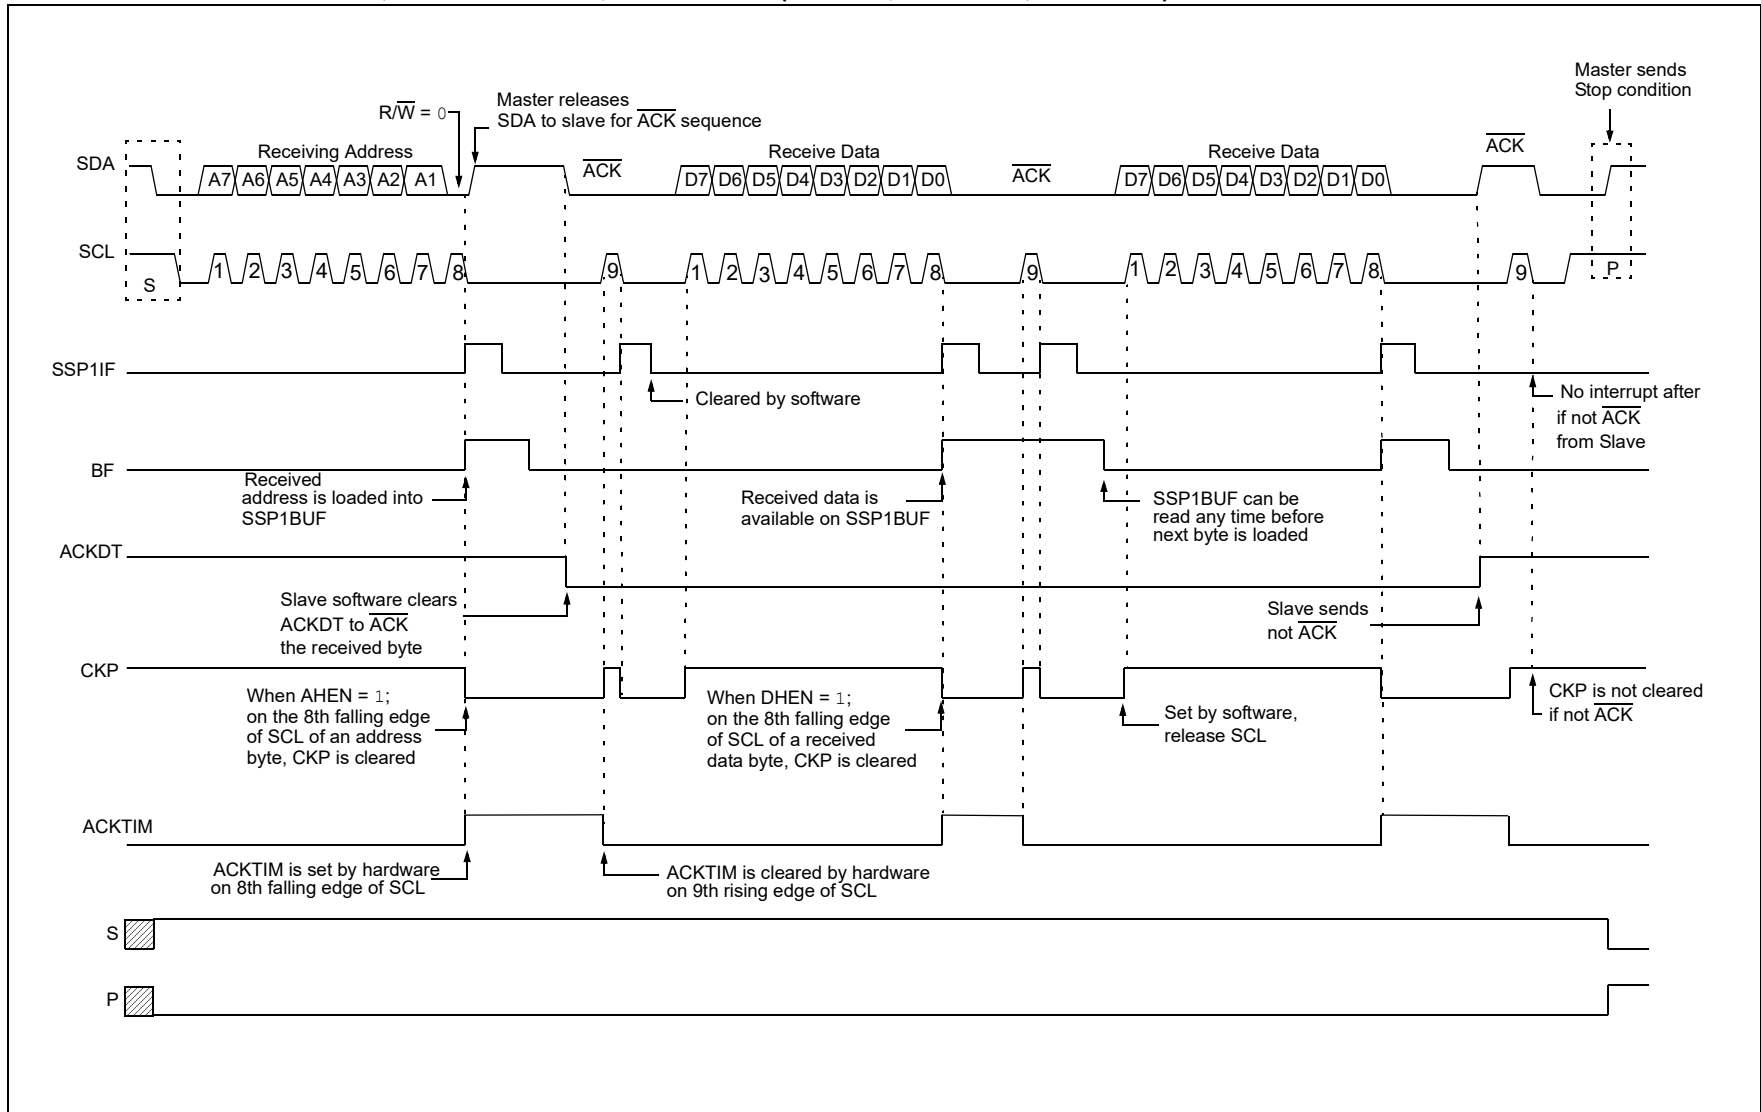 Master sends
Stop condition
R/W̅ = 0
Master releases
SDA to slave for A̅C̅K̅ sequence
SDA
Receiving Address
A7 A6 A5 A4 A3 A2 A1
A̅C̅K̅
Receive Data
D7 D6 D5 D4 D3 D2 D1 D0
A̅C̅K̅
Receive Data
D7 D6 D5 D4 D3 D2 D1 D0
A̅C̅K̅
SCL
S
1 2 3 4 5 6 7 8 9
1 2 3 4 5 6 7 8 9
1 2 3 4 5 6 7 8 9
P
SSP1IF
Cleared by software
No interrupt after
if not A̅C̅K̅
from Slave
BF
Received
address is loaded into
SSP1BUF
Received data is
available on SSP1BUF
SSP1BUF can be
read any time before
next byte is loaded
ACKDT
Slave software clears
ACKDT to A̅C̅K̅
the received byte
Slave sends
not A̅C̅K̅
CKP
When AHEN = 1;
on the 8th falling edge
of SCL of an address
byte, CKP is cleared
When DHEN = 1;
on the 8th falling edge
of SCL of a received
data byte, CKP is cleared
Set by software,
release SCL
CKP is not cleared
if not A̅C̅K̅
ACKTIM
ACKTIM is set by hardware
on 8th falling edge of SCL
ACKTIM is cleared by hardware
on 9th rising edge of SCL
S
P